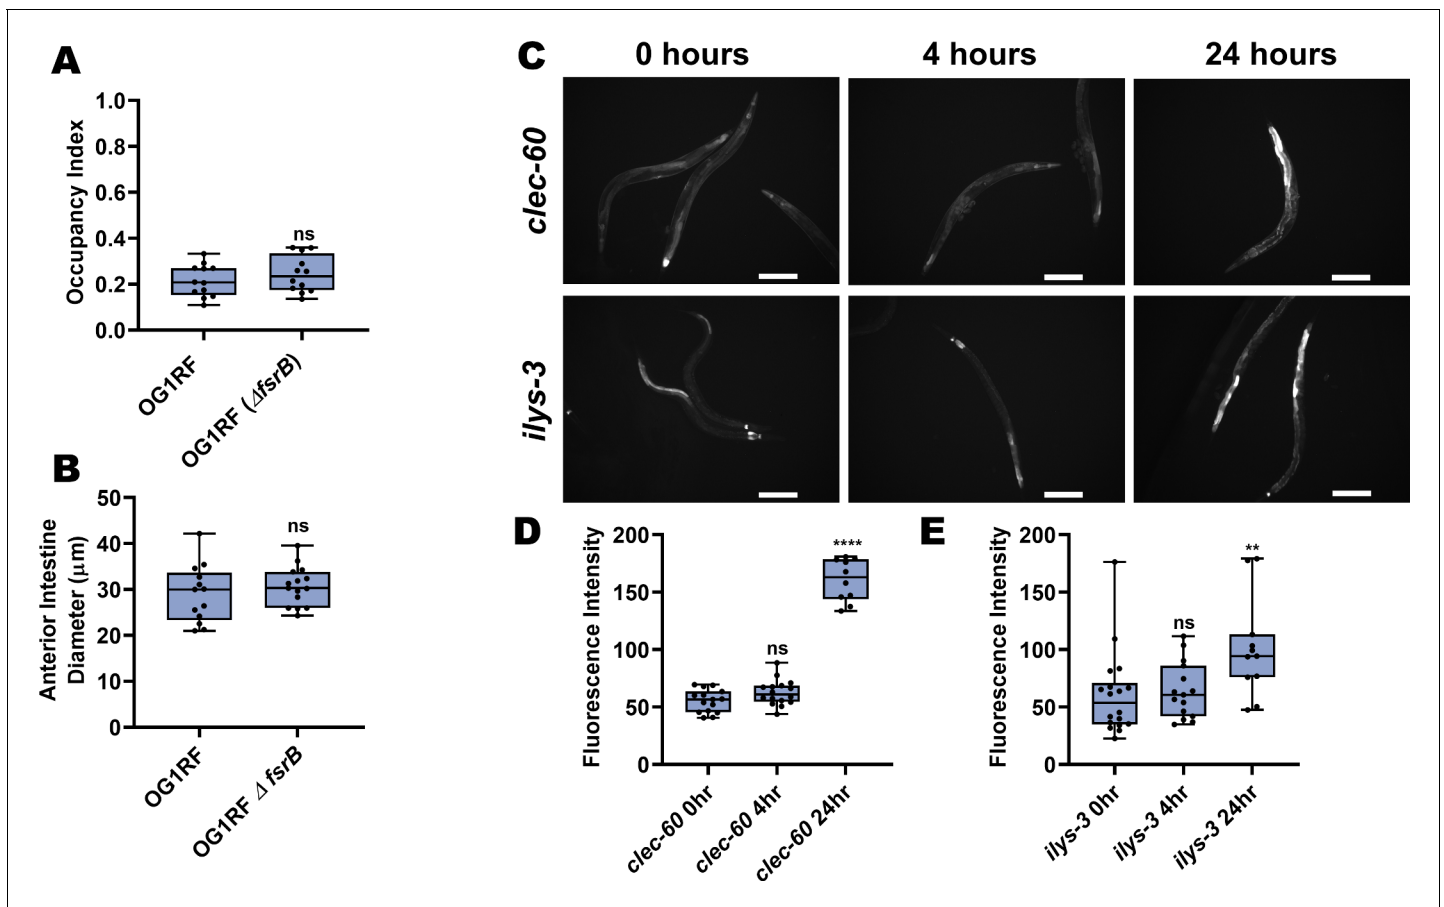 A
Occupancy Index
1.0
0.8
0.6
0.4
0.2
0.0
ns
OG1RF
OG1RF (ΔfsrB)
B
Anterior Intestine
Diameter (μm)
50
40
30
20
10
0
ns
OG1RF
OG1RF Δ fsrB
C
0 hours
4 hours
24 hours
clec-60
ilys-3
D
Fluorescence Intensity
200
150
100
50
0
ns
****
clec-60 0hr
clec-60 4hr
clec-60 24hr
E
Fluorescence Intensity
200
150
100
50
0
ns
**
ilys-3 0hr
ilys-3 4hr
ilys-3 24hr